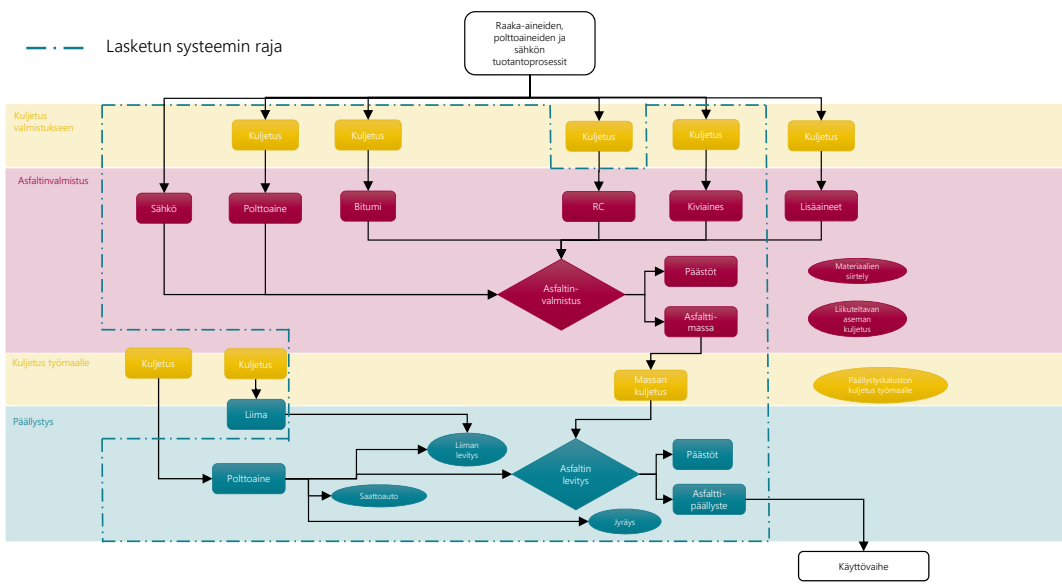 Raaka-aineiden,
polttoaineiden ja
sähkön
tuotantoprosessit
Lasketun systeemin raja
Kuljetus
valmistukseen
Kuljetus
Kuljetus
Kuljetus
Kuljetus
Kuljetus
Asfaltinvalmistus
Sähkö
Polttoaine
Bitumi
RC
Kiviaines
Lisäaineet
Asfaltin-
valmistus
Päästöt
Materiaalien
siirtely
Asfaltti-
massa
Liikuteltavan
aseman
kuljetus
Kuljetus työmaalle
Kuljetus
Kuljetus
Massan
kuljetus
Päällystyskaluston
kuljetus työmaalle
Päällystys
Liima
Liiman
levitys
Polttoaine
Saattoauto
Asfaltin
levitys
Päästöt
Asfaltti-
päällyste
Jyräys
Käyttövaihe